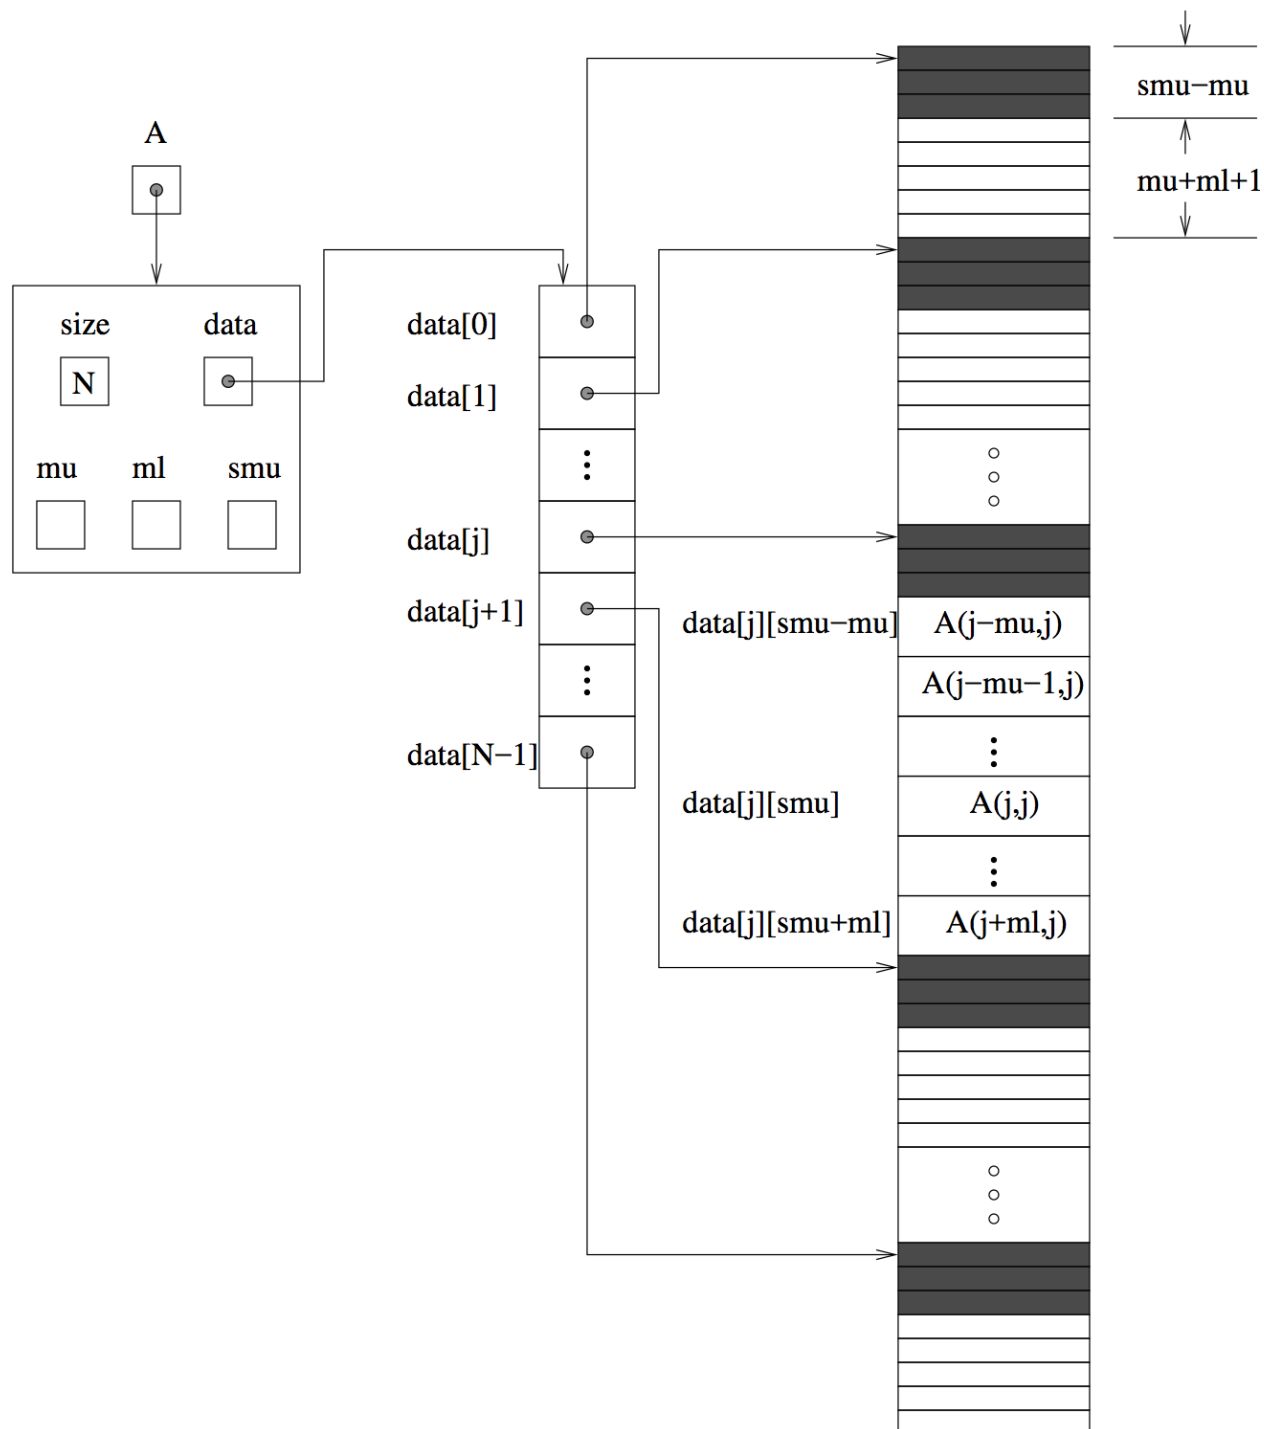 A
size data
N
mu ml smu
data[0]
data[1]
data[j]
data[j+1]
data[N−1]
data[j][smu−mu]
data[j][smu]
data[j][smu+ml]
A(j−mu,j)
A(j−mu−1,j)
A(j,j)
A(j+ml,j)
smu−mu
mu+ml+1